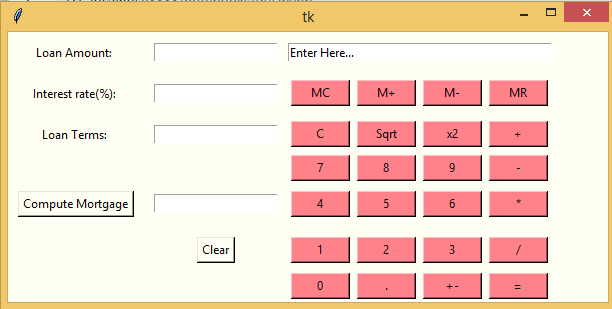 tk
Loan Amount: Enter Here...
Interest rate(%): MC M+ M- MR
Loan Terms: C Sqrt x2 +
7 8 9 -
Compute Mortgage 4 5 6 *
Clear 1 2 3 /
0 . +- =